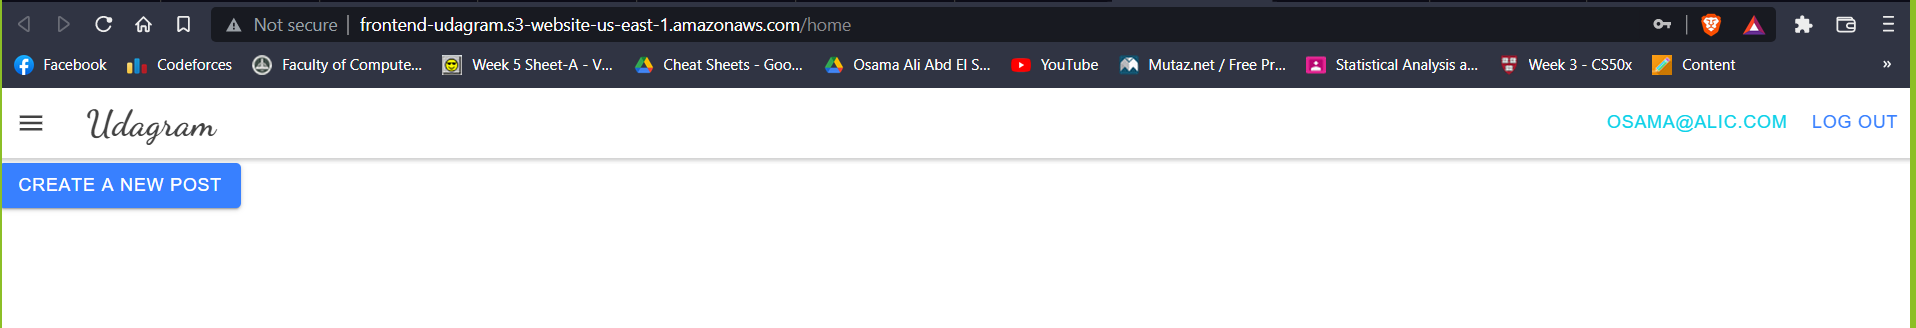 Not secure | frontend-udagram.s3-website-us-east-1.amazonaws.com/home
Facebook Codeforces Faculty of Compute... Week 5 Sheet-A - V... Cheat Sheets - Goo... Osama Ali Abd El S... YouTube Mutaz.net / Free Pr... Statistical Analysis a... Week 3 - CS50x Content »
Udagram OSAMA@ALIC.COM LOG OUT
CREATE A NEW POST